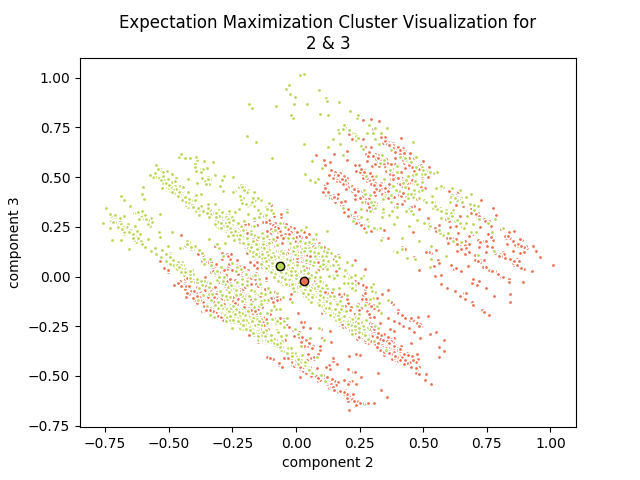 Expectation Maximization Cluster Visualization for
2 & 3
1.00
0.75
0.50
0.25
0.00
−0.25
−0.50
−0.75
component 3
−0.75 −0.50 −0.25 0.00 0.25 0.50 0.75 1.00
component 2